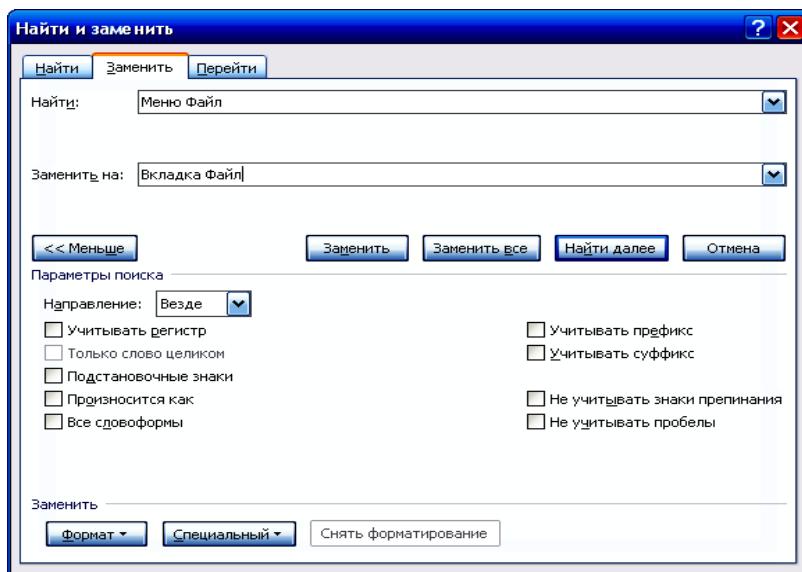 Найти и заменить
Найти Заменить Перейти
Найти: Меню Файл
Заменить на: Вкладка Файл
<< Меньше Заменить Заменить все Найти далее Отмена
Параметры поиска
Направление: Везде
Учитывать регистр Учитывать префикс
Только слово целиком Учитывать суффикс
Подстановочные знаки
Произносится как Не учитывать знаки препинания
Все словоформы Не учитывать пробелы
Заменить
Формат Специальный Снять форматирование